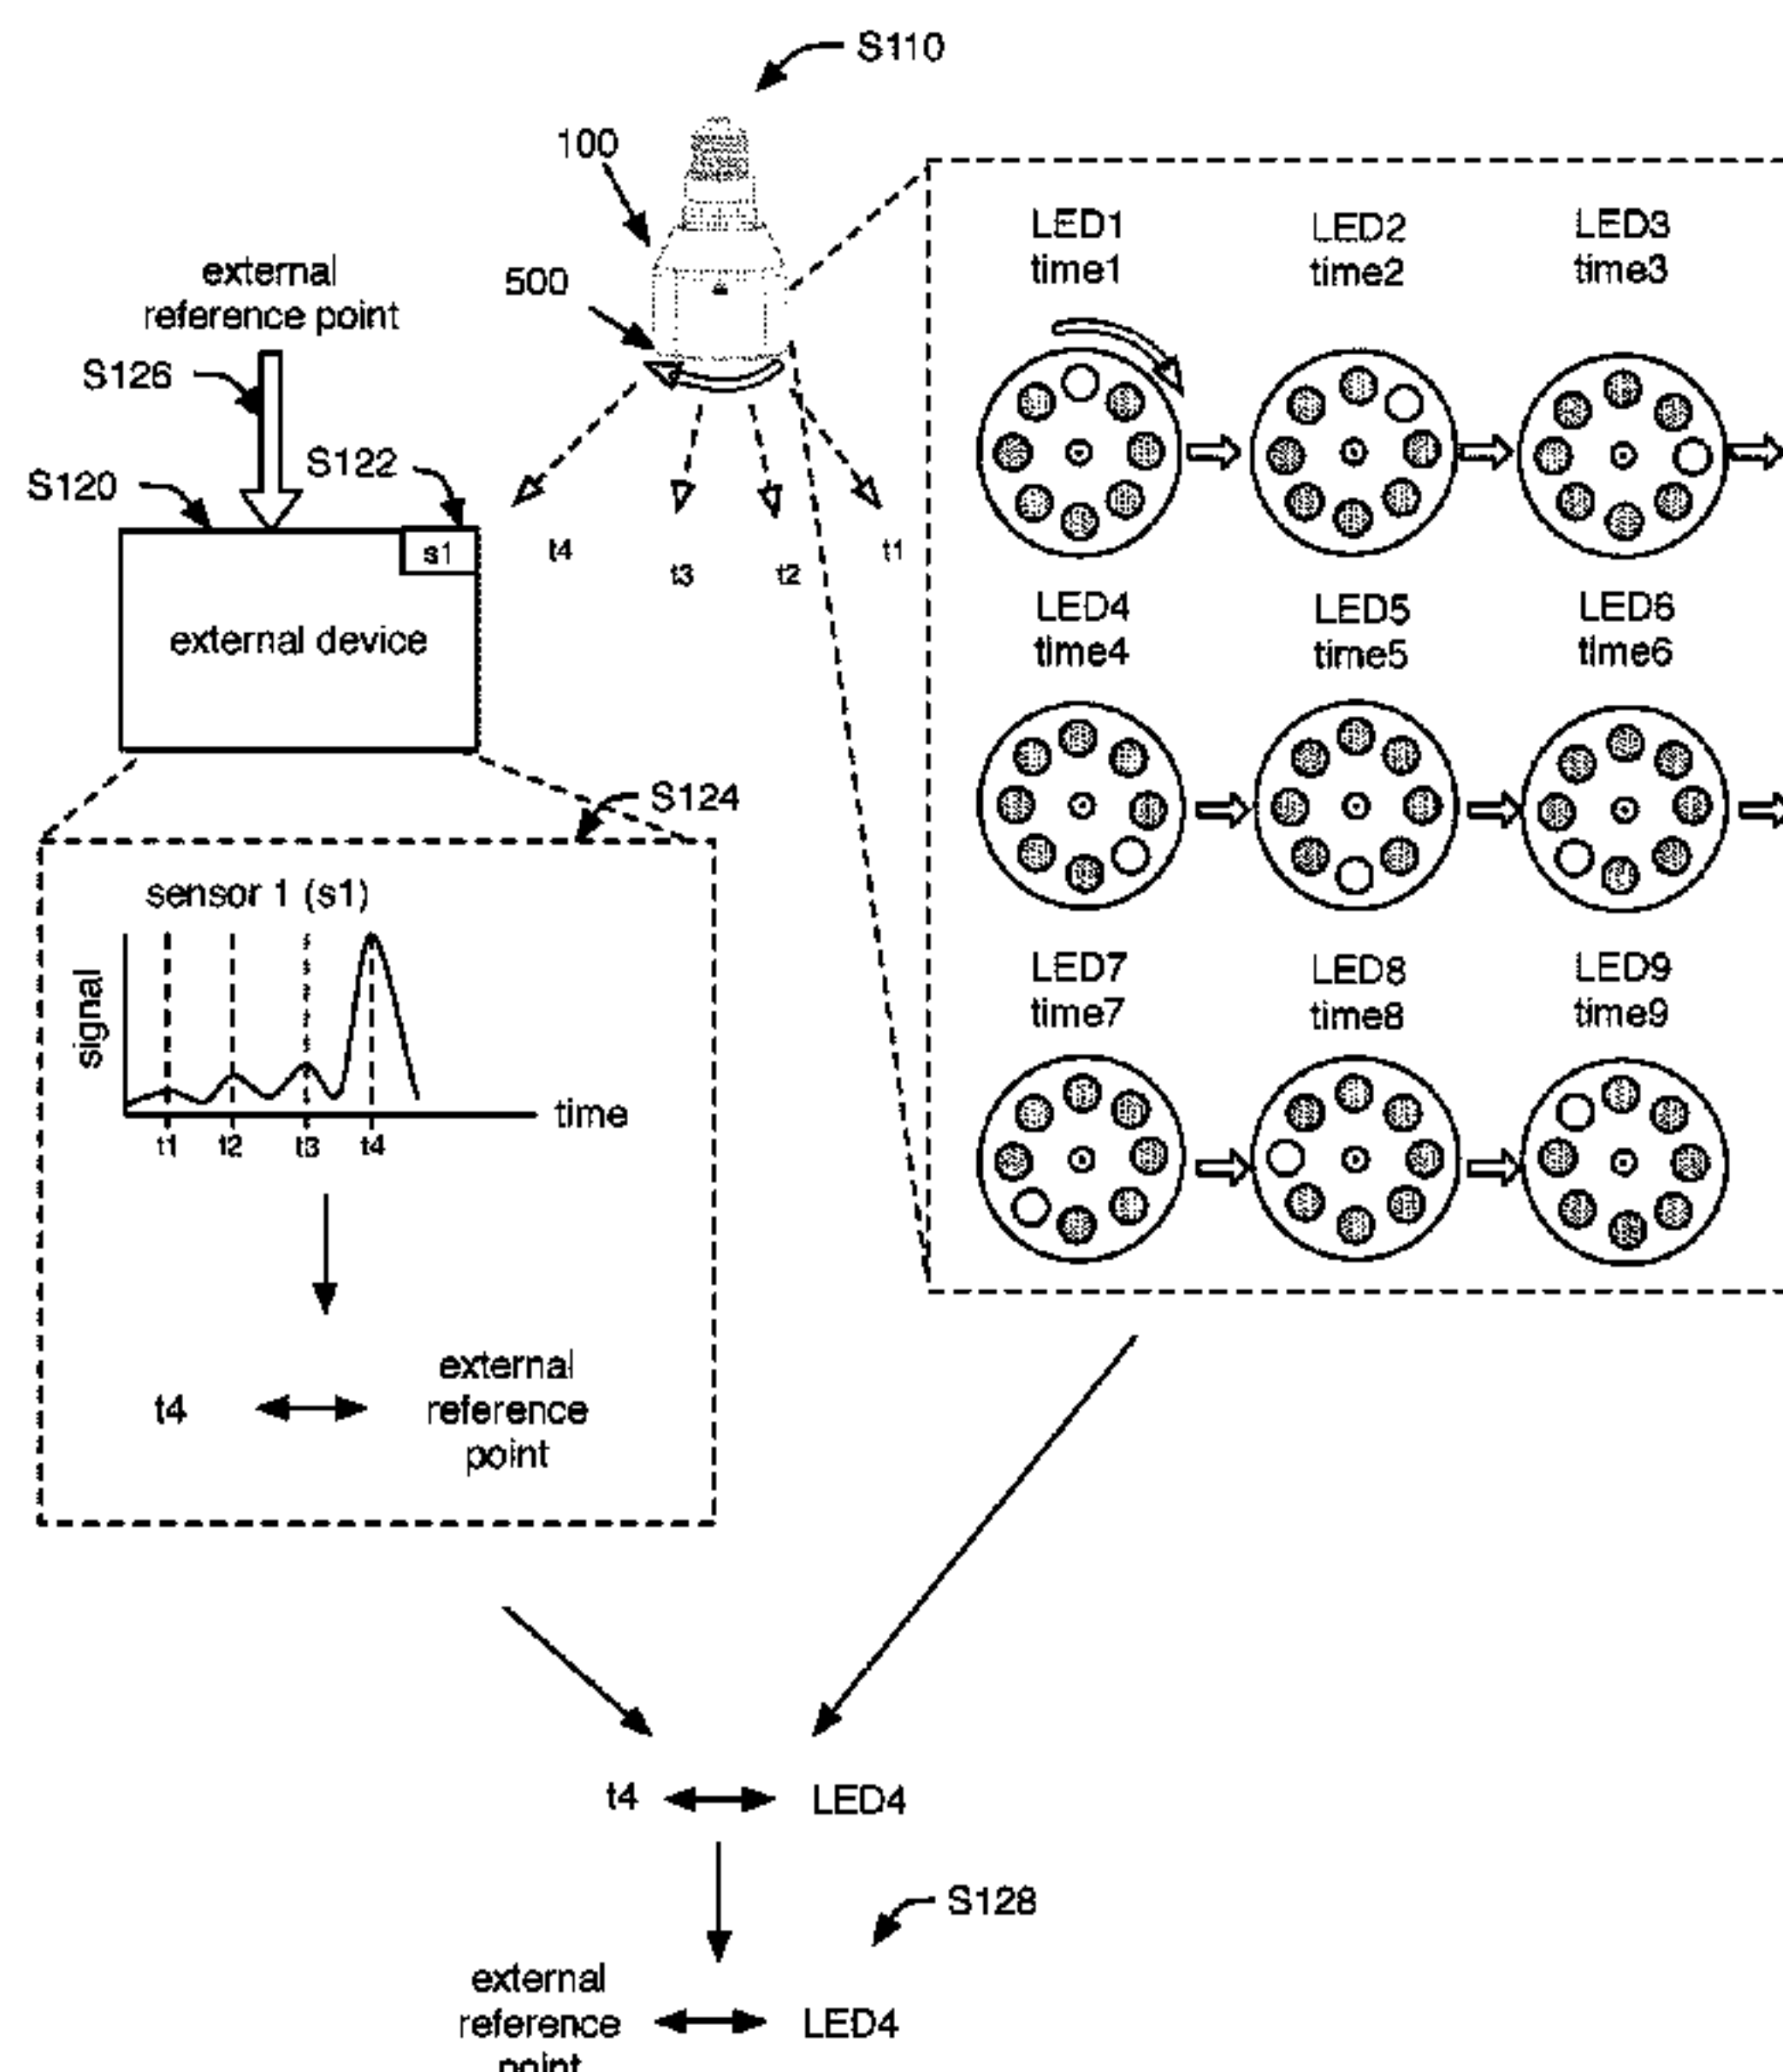 S110
100
500
external
reference point
S126
S122
S120
s1
external device
t4
t3
t2
t1
LED1
time1
LED2
time2
LED3
time3
LED4
time4
LED5
time5
LED6
time6
LED7
time7
LED8
time8
LED9
time9
S124
sensor 1 (s1)
signal
time
t1
t2
t3
t4
t4
external
reference
point
t4
LED4
S128
external
reference
point
LED4